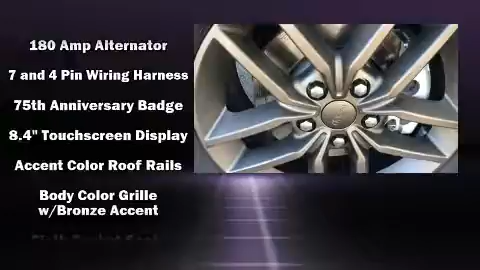 180 Amp Alternator
7 and 4 Pin Wiring Harness
75th Anniversary Badge
8.4" Touchscreen Display
Accent Color Roof Rails
Body Color Grille
w/Bronze Accent